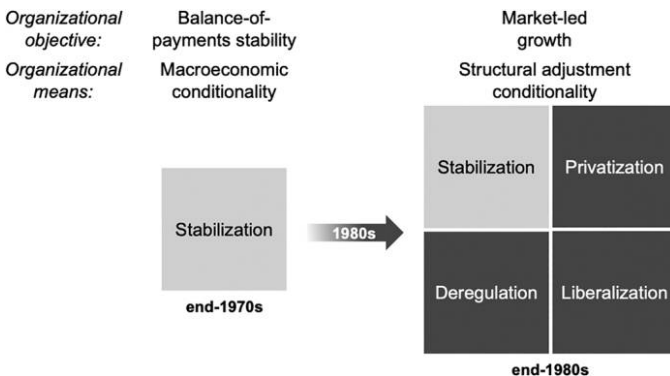 Organizational objective:
Balance-of-payments stability
Market-led growth
Organizational means:
Macroeconomic conditionality
Structural adjustment conditionality
Stabilization
1980s
Stabilization
Privatization
Deregulation
Liberalization
end-1970s
end-1980s